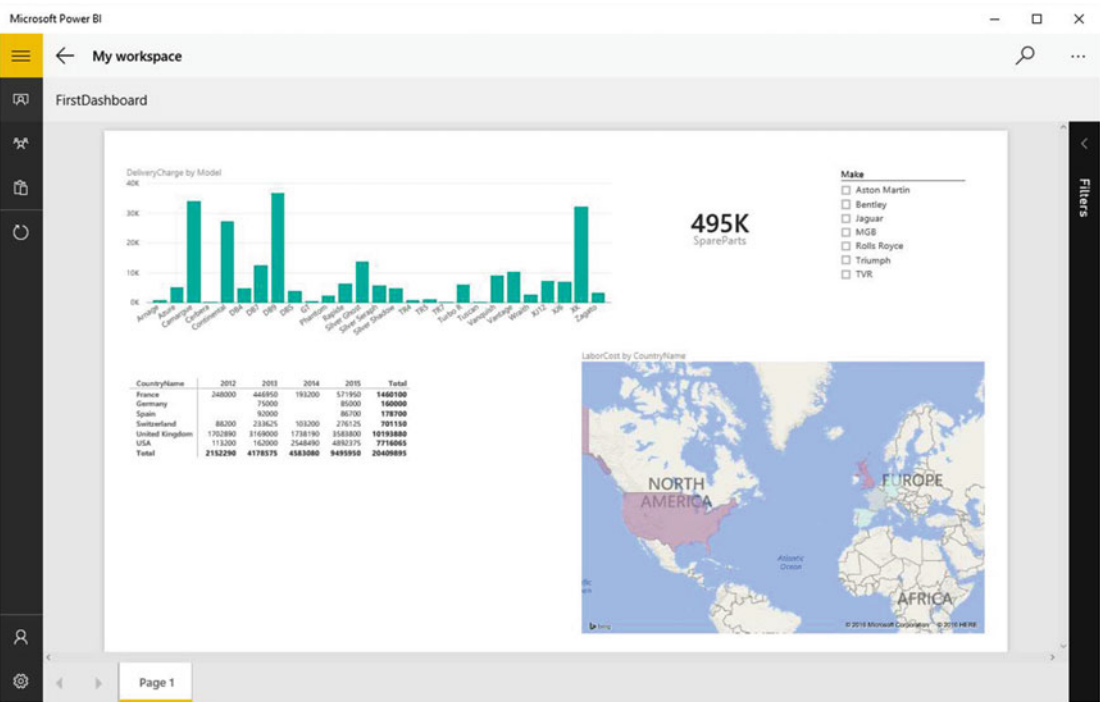 Microsoft Power BI
My workspace
FirstDashboard
Filters
DeliveryCharge by Model
40K
30K
20K
10K
0K
Arnage Azure Camargue Cerbera Continental DB4 DB7 DB9 DBS GT Phantom Rapide Silver Ghost Silver Seraph Silver Shadow TR4 TR5 TR7 Turbo R Tuscan Vanquish Vantage Wraith XJ12 XJ6 XK Zagato
495K
SpareParts
Make
Aston Martin
Bentley
Jaguar
MGB
Rolls Royce
Triumph
TVR
CountryName 2012 2013 2014 2015 Total
France 248000 446950 193200 571950 1460100
Germany 75000 85000 160000
Spain 92000 86700 178700
Switzerland 88200 233625 103200 276125 701150
United Kingdom 1702890 3169000 1738190 3583800 10193880
USA 113200 162000 2548490 4892375 7716065
Total 2152290 4178575 4583080 9495950 20409895
LaborCost by CountryName
NORTH
AMERICA
EUROPE
Atlantic
Ocean
AFRICA
bing
© 2016 Microsoft Corporation © 2016 HERE
Page 1